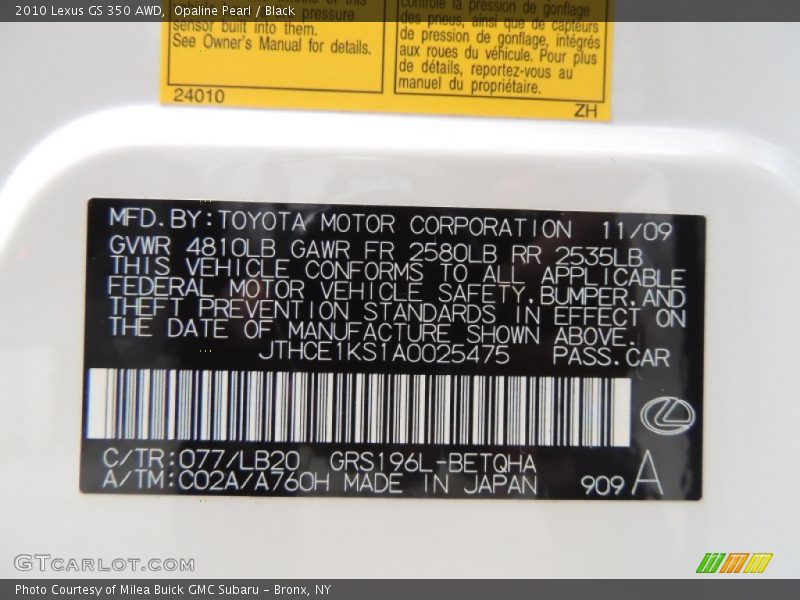 2010 Lexus GS 350 AWD, Opaline Pearl / Black
pressure
sensor built into them.
See Owner's Manual for details.
24010
contrôle la pression de gonflage
des pneus, ainsi que de capteurs
de pression de gonflage, intégrés
aux roues du véhicule. Pour plus
de détails, reportez-vous au
manuel du propriétaire.
ZH
MFD.BY:TOYOTA MOTOR CORPORATION 11/09
GVWR 4810LB GAWR FR 2580LB RR 2535LB
THIS VEHICLE CONFORMS TO ALL APPLICABLE
FEDERAL MOTOR VEHICLE SAFETY,BUMPER,AND
THEFT PREVENTION STANDARDS IN EFFECT ON
THE DATE OF MANUFACTURE SHOWN ABOVE.
JTHCE1KS1A0025475 PASS.CAR
C/TR:077/LB20 GRS196L-BETQHA
A/TM:C02A/A760H MADE IN JAPAN 909 A
GTCARLOT.COM
Photo Courtesy of Milea Buick GMC Subaru - Bronx, NY